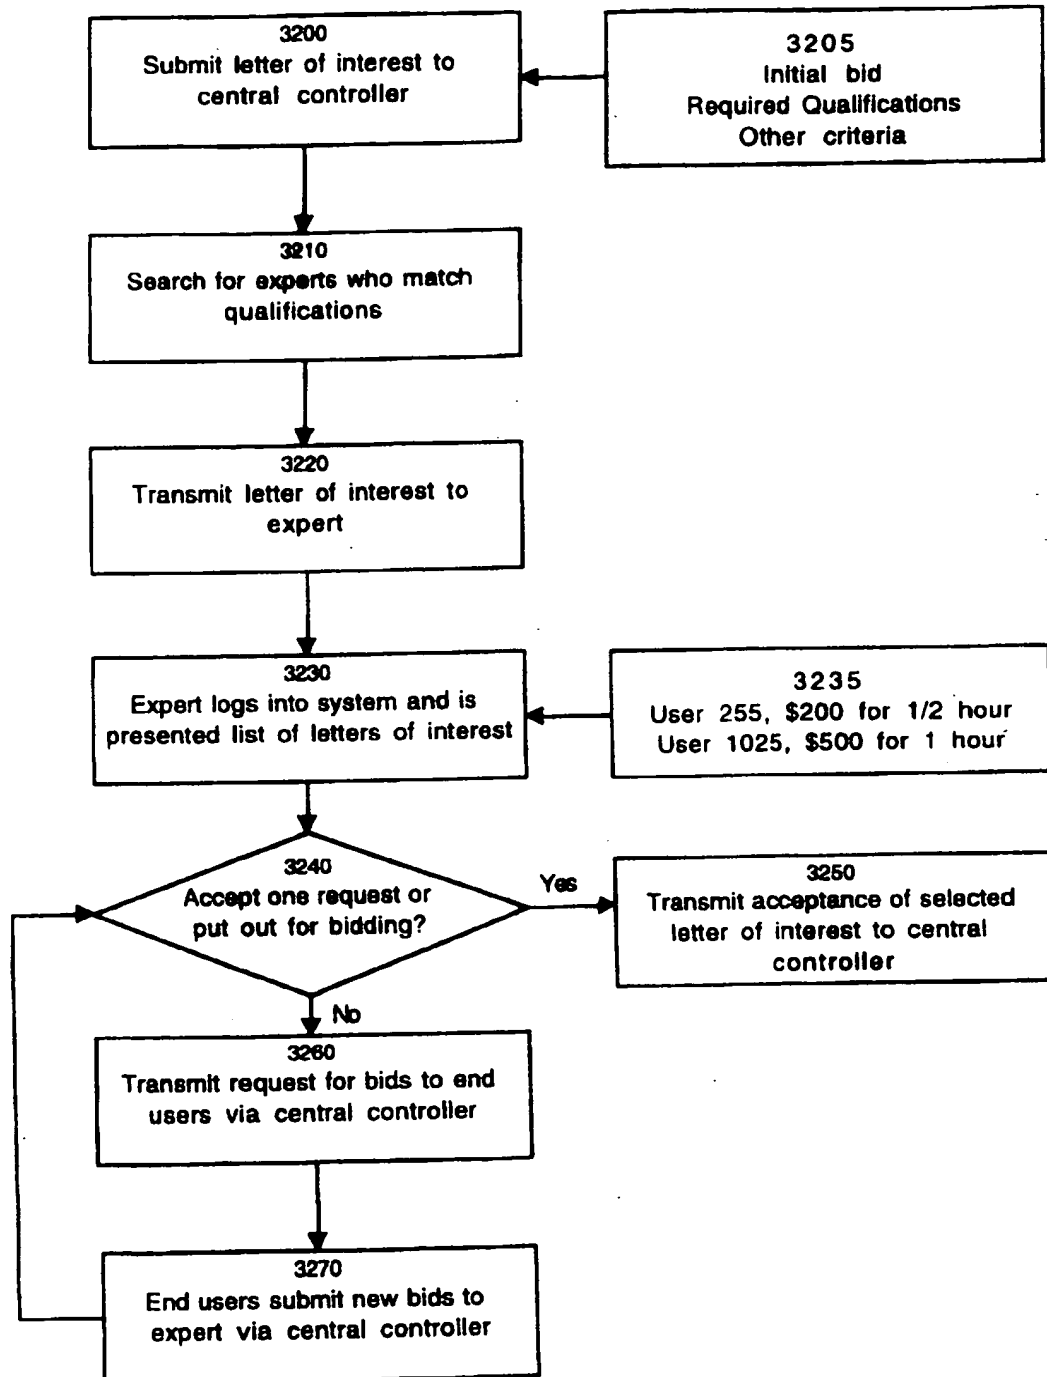 3200
Submit letter of interest to
central controller
3205
Initial bid
Required Qualifications
Other criteria
3210
Search for experts who match
qualifications
3220
Transmit letter of interest to
expert
3230
Expert logs into system and is
presented list of letters of interest
3235
User 255, $200 for 1/2 hour
User 1025, $500 for 1 hour
3240
Accept one request or
put out for bidding?
Yes
3250
Transmit acceptance of selected
letter of interest to central
controller
No
3260
Transmit request for bids to end
users via central controller
3270
End users submit new bids to
expert via central controller